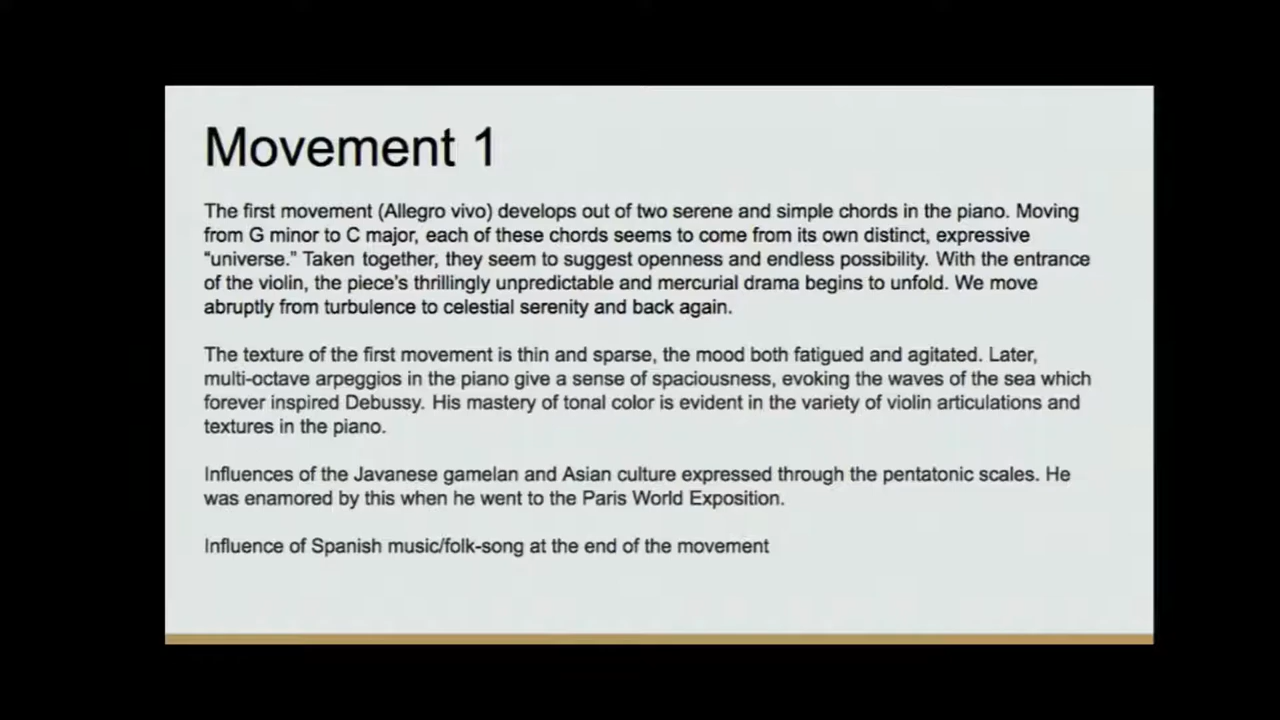 Movement 1
The first movement (Allegro vivo) develops out of two serene and simple chords in the piano. Moving
from G minor to C major, each of these chords seems to come from its own distinct, expressive
“universe.” Taken together, they seem to suggest openness and endless possibility. With the entrance
of the violin, the piece’s thrillingly unpredictable and mercurial drama begins to unfold. We move
abruptly from turbulence to celestial serenity and back again.
The texture of the first movement is thin and sparse, the mood both fatigued and agitated. Later,
multi-octave arpeggios in the piano give a sense of spaciousness, evoking the waves of the sea which
forever inspired Debussy. His mastery of tonal color is evident in the variety of violin articulations and
textures in the piano.
Influences of the Javanese gamelan and Asian culture expressed through the pentatonic scales. He
was enamored by this when he went to the Paris World Exposition.
Influence of Spanish music/folk-song at the end of the movement